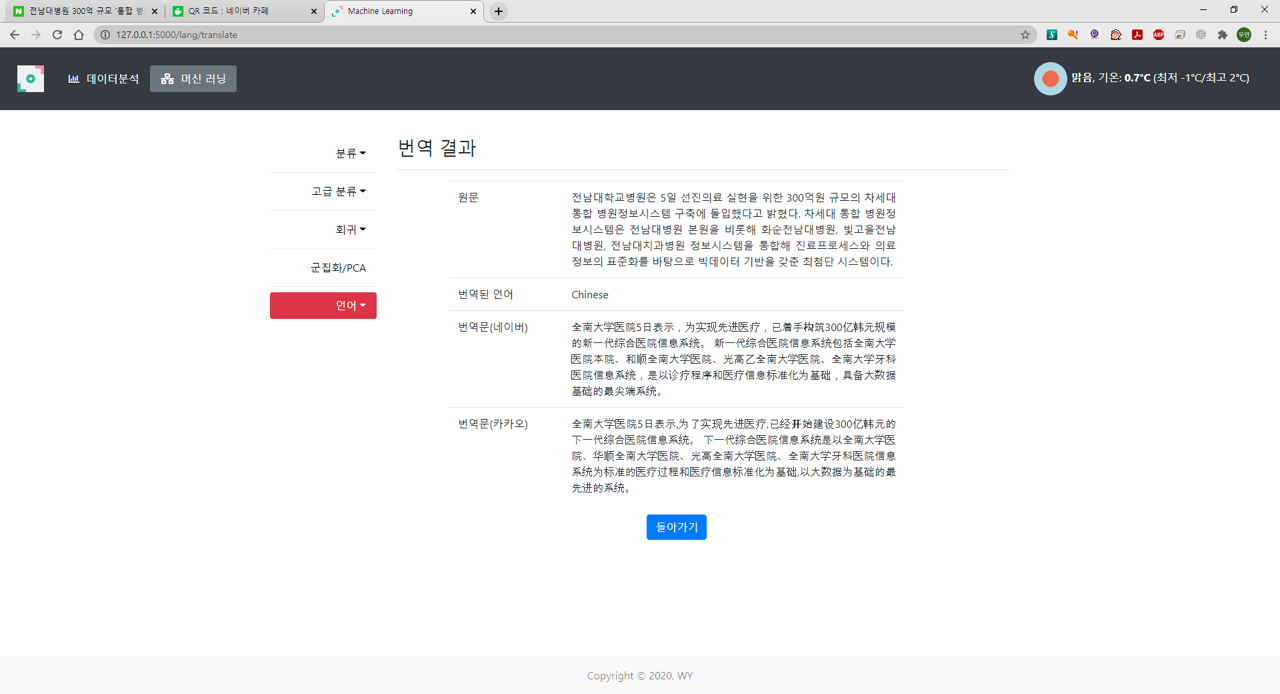 전남대병원 300억 규모 '통합 병
QR 코드 : 네이버 카페
Machine Learning
127.0.0.1:5000/lang/translate
ABP
우연
데이터분석
머신 러닝
맑음, 기온: 0.7°C (최저 -1°C/최고 2°C)
분류
고급 분류
회귀
군집화/PCA
언어
번역 결과
원문
전남대학교병원은 5일 선진의료 실현을 위한 300억원 규모의 차세대
통합 병원정보시스템 구축에 돌입했다고 밝혔다. 차세대 통합 병원정
보시스템은 전남대병원 본원을 비롯해 화순전남대병원, 빛고을전남
대병원, 전남대치과병원 정보시스템을 통합해 진료프로세스와 의료
정보의 표준화를 바탕으로 빅데이터 기반을 갖춘 최첨단 시스템이다.
번역된 언어
Chinese
번역문(네이버)
全南大学医院5日表示，为实现先进医疗，已着手构筑300亿韩元规模
的新一代综合医院信息系统。 新一代综合医院信息系统包括全南大学
医院本院、和顺全南大学医院、光高乙全南大学医院、全南大学牙科
医院信息系统，是以诊疗程序和医疗信息标准化为基础，具备大数据
基础的最尖端系统。
번역문(카카오)
全南大学医院5日表示,为了实现先进医疗,已经开始建设300亿韩元的
下一代综合医院信息系统。 下一代综合医院信息系统是以全南大学医
院、华顺全南大学医院、光高全南大学医院、全南大学牙科医院信息
系统为标准的医疗过程和医疗信息标准化为基础,以大数据为基础的最
先进的系统。
돌아가기
Copyright © 2020, WY